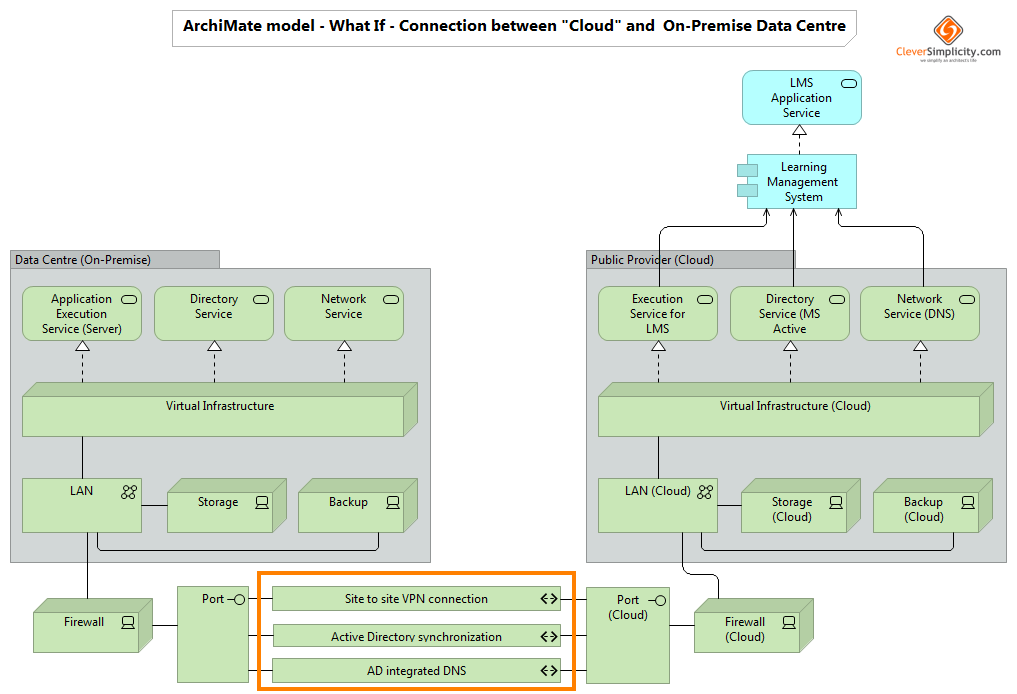 ArchiMate model - What If - Connection between "Cloud" and On-Premise Data Centre
CleverSimplicity.com
we simplify an architect's life
LMS
Application
Service
Learning
Management
System
Data Centre (On-Premise)
Application
Execution
Service (Server)
Directory
Service
Network
Service
Virtual Infrastructure
LAN
Storage
Backup
Public Provider (Cloud)
Execution
Service for
LMS
Directory
Service (MS
Active
Network
Service (DNS)
Virtual Infrastructure (Cloud)
LAN (Cloud)
Storage
(Cloud)
Backup
(Cloud)
Firewall
Port
Site to site VPN connection
Active Directory synchronization
AD integrated DNS
Port
(Cloud)
Firewall
(Cloud)